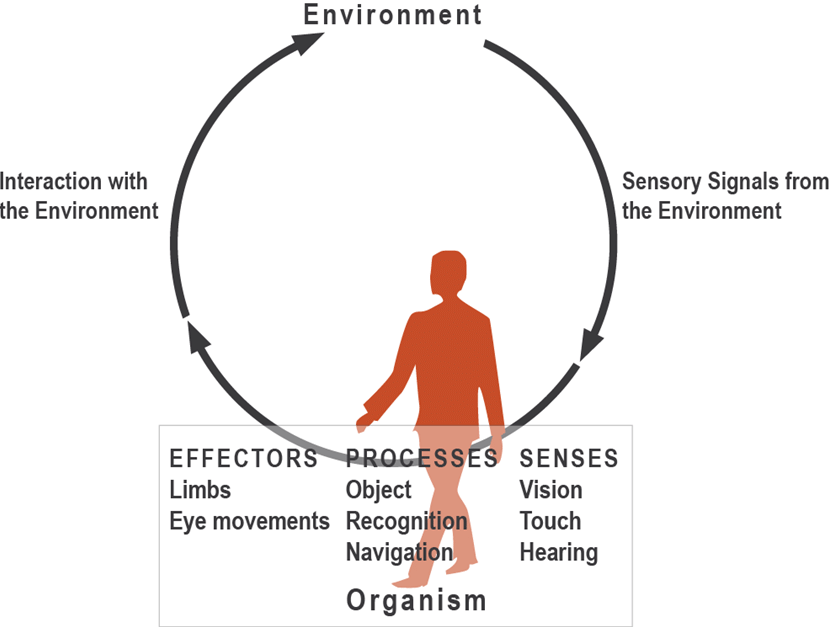 Environment
Interaction with
the Environment
Sensory Signals from
the Environment
EFFECTORS
Limbs
Eye movements
PROCESSES
Object
Recognition
Navigation
SENSES
Vision
Touch
Hearing
Organism